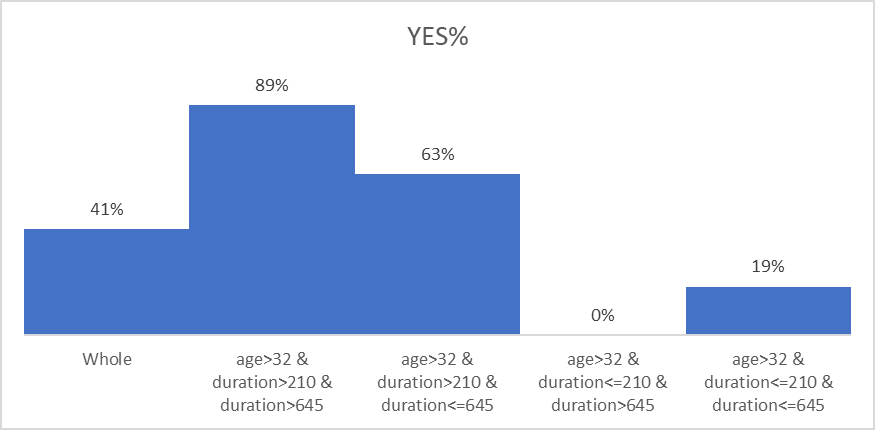 YES%
89%
63%
41%
19%
0%
Whole
age>32 &
duration>210 &
duration>645
age>32 &
duration>210 &
duration<=645
age>32 &
duration<=210 &
duration>645
age>32 &
duration<=210 &
duration<=645